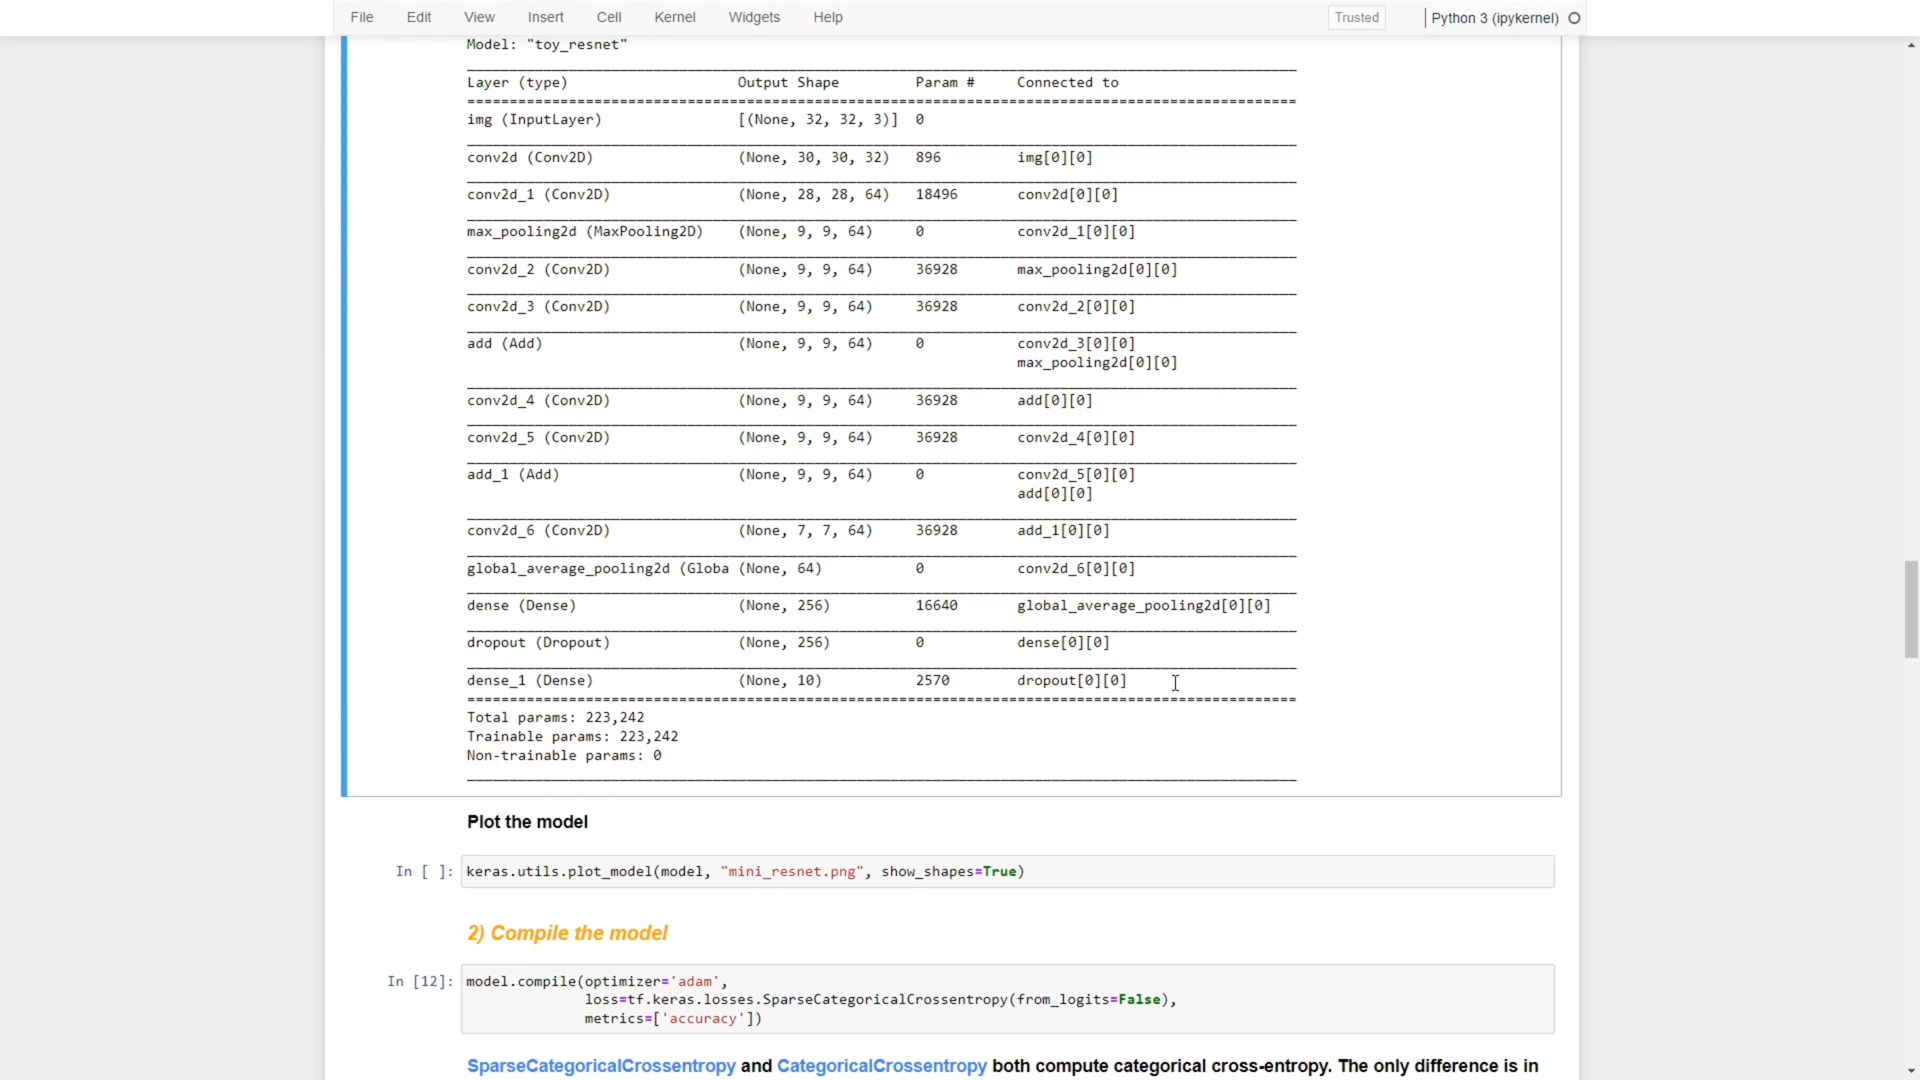 File Edit View Insert Cell Kernel Widgets Help Trusted Python 3 (ipykernel)
Model: "toy_resnet"
Layer (type) Output Shape Param # Connected to
img (InputLayer) [(None, 32, 32, 3)] 0
conv2d (Conv2D) (None, 30, 30, 32) 896 img[0][0]
conv2d_1 (Conv2D) (None, 28, 28, 64) 18496 conv2d[0][0]
max_pooling2d (MaxPooling2D) (None, 9, 9, 64) 0 conv2d_1[0][0]
conv2d_2 (Conv2D) (None, 9, 9, 64) 36928 max_pooling2d[0][0]
conv2d_3 (Conv2D) (None, 9, 9, 64) 36928 conv2d_2[0][0]
add (Add) (None, 9, 9, 64) 0 conv2d_3[0][0]
max_pooling2d[0][0]
conv2d_4 (Conv2D) (None, 9, 9, 64) 36928 add[0][0]
conv2d_5 (Conv2D) (None, 9, 9, 64) 36928 conv2d_4[0][0]
add_1 (Add) (None, 9, 9, 64) 0 conv2d_5[0][0]
add[0][0]
conv2d_6 (Conv2D) (None, 7, 7, 64) 36928 add_1[0][0]
global_average_pooling2d (Globa (None, 64) 0 conv2d_6[0][0]
dense (Dense) (None, 256) 16640 global_average_pooling2d[0][0]
dropout (Dropout) (None, 256) 0 dense[0][0]
dense_1 (Dense) (None, 10) 2570 dropout[0][0]
Total params: 223,242
Trainable params: 223,242
Non-trainable params: 0
Plot the model
In [ ]: keras.utils.plot_model(model, "mini_resnet.png", show_shapes=True)
2) Compile the model
In [12]: model.compile(optimizer='adam',
loss=tf.keras.losses.SparseCategoricalCrossentropy(from_logits=False),
metrics=['accuracy'])
SparseCategoricalCrossentropy and CategoricalCrossentropy both compute categorical cross-entropy. The only difference is in